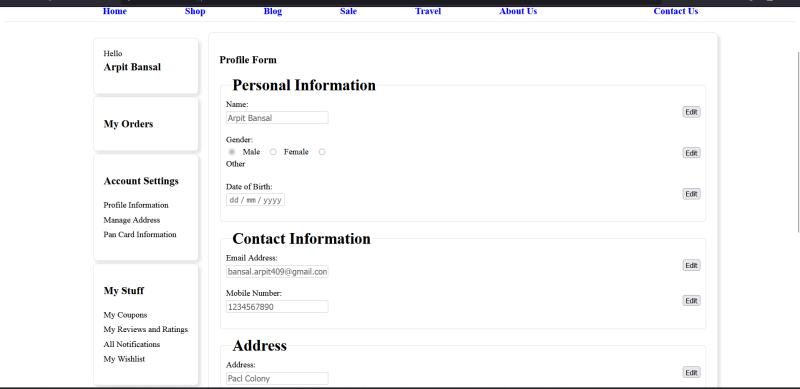 Home Shop Blog Sale Travel About Us Contact Us
Hello
Arpit Bansal
My Orders
Account Settings
Profile Information
Manage Address
Pan Card Information
My Stuff
My Coupons
My Reviews and Ratings
All Notifications
My Wishlist
Profile Form
Personal Information
Name:
Arpit Bansal
Edit
Gender:
Male Female
Other
Edit
Date of Birth:
dd / mm / yyyy
Edit
Contact Information
Email Address:
bansal.arpit409@gmail.con
Edit
Mobile Number:
1234567890
Edit
Address
Address:
Pacl Colony
Edit